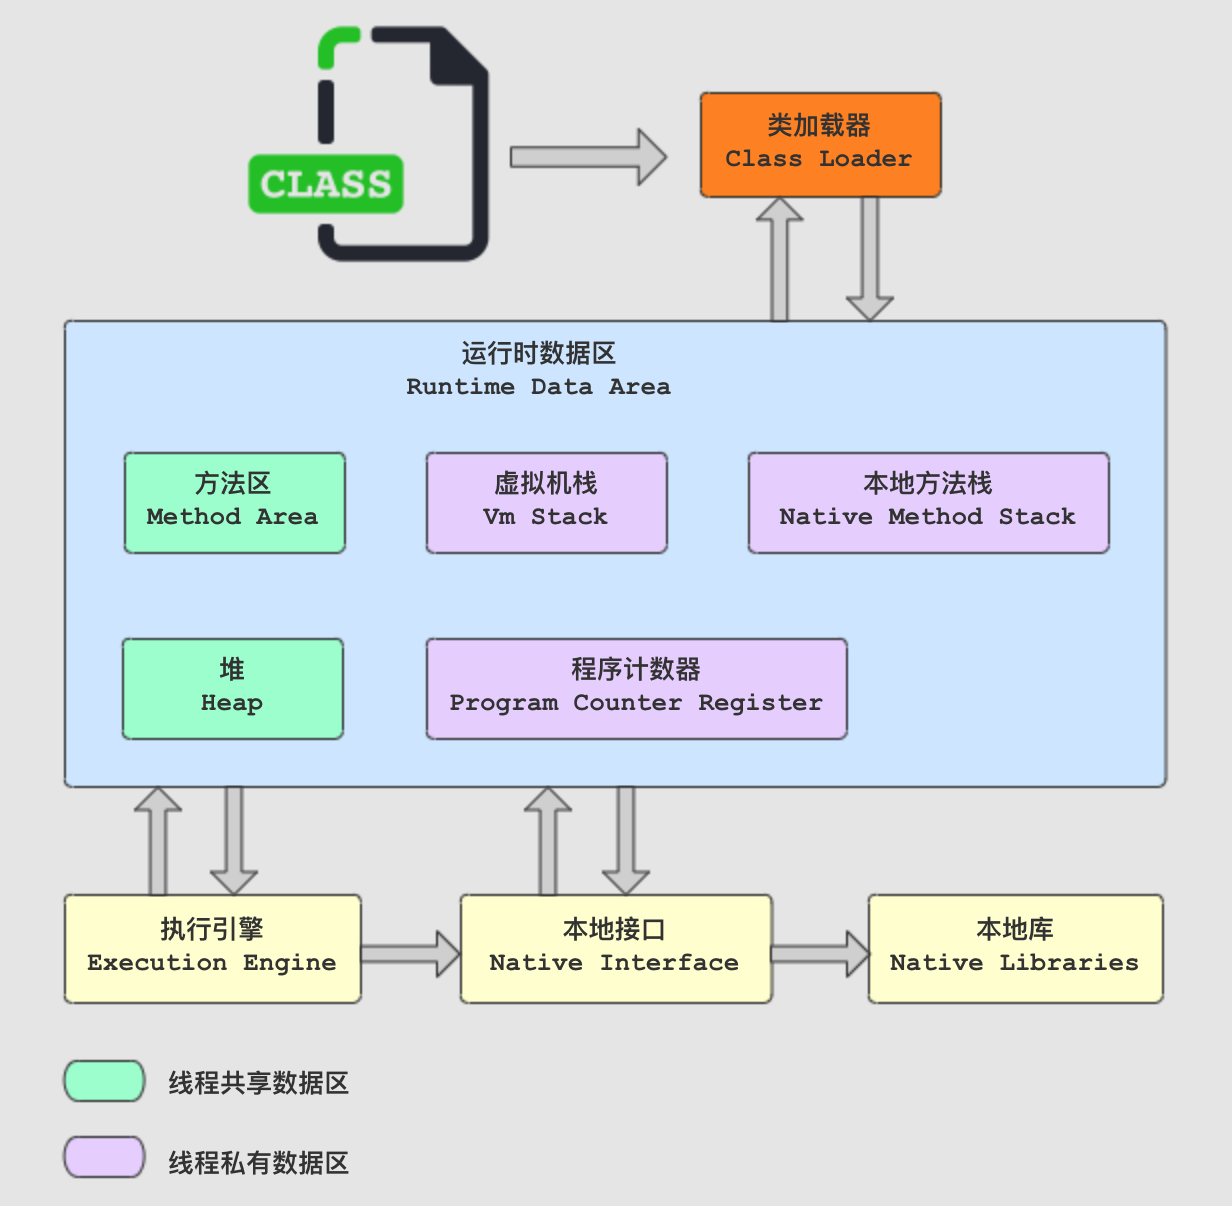 CLASS
类加载器
Class Loader
运行时数据区
Runtime Data Area
方法区
Method Area
虚拟机栈
Vm Stack
本地方法栈
Native Method Stack
堆
Heap
程序计数器
Program Counter Register
执行引擎
Execution Engine
本地接口
Native Interface
本地库
Native Libraries
线程共享数据区
线程私有数据区